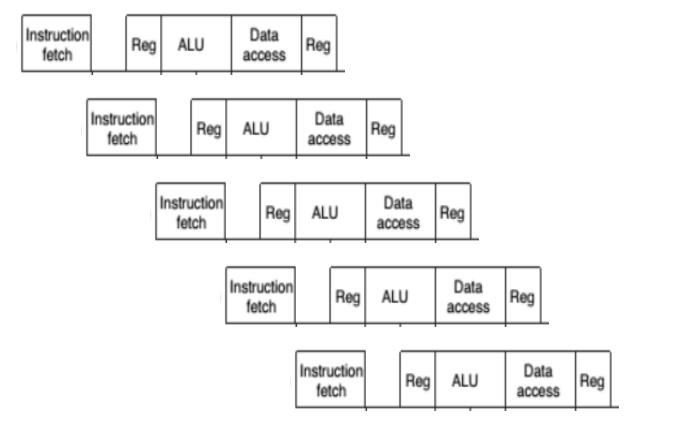 Instruction
fetch
Reg
ALU
Data
access
Reg
Instruction
fetch
Reg
ALU
Data
access
Reg
Instruction
fetch
Reg
ALU
Data
access
Reg
Instruction
fetch
Reg
ALU
Data
access
Reg
Instruction
fetch
Reg
ALU
Data
access
Reg